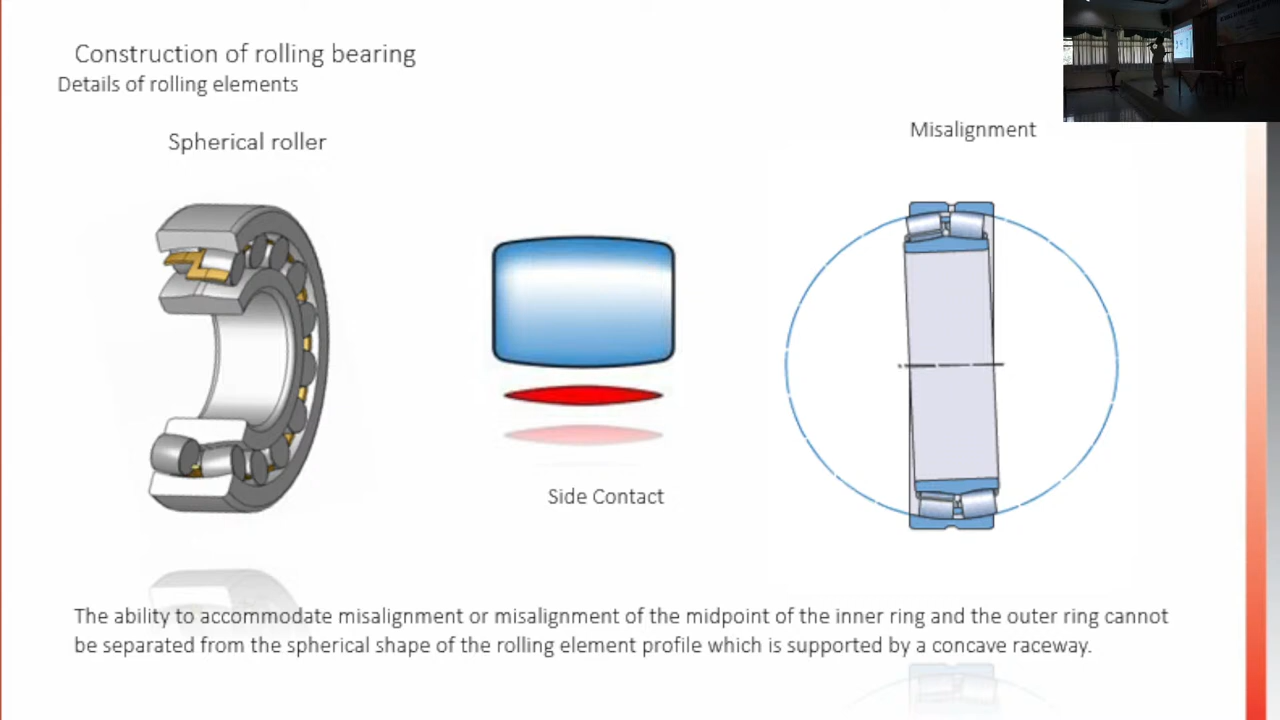 Construction of rolling bearing
Details of rolling elements
Spherical roller
Misalignment
Side Contact
The ability to accommodate misalignment or misalignment of the midpoint of the inner ring and the outer ring cannot
be separated from the spherical shape of the rolling element profile which is supported by a concave raceway.